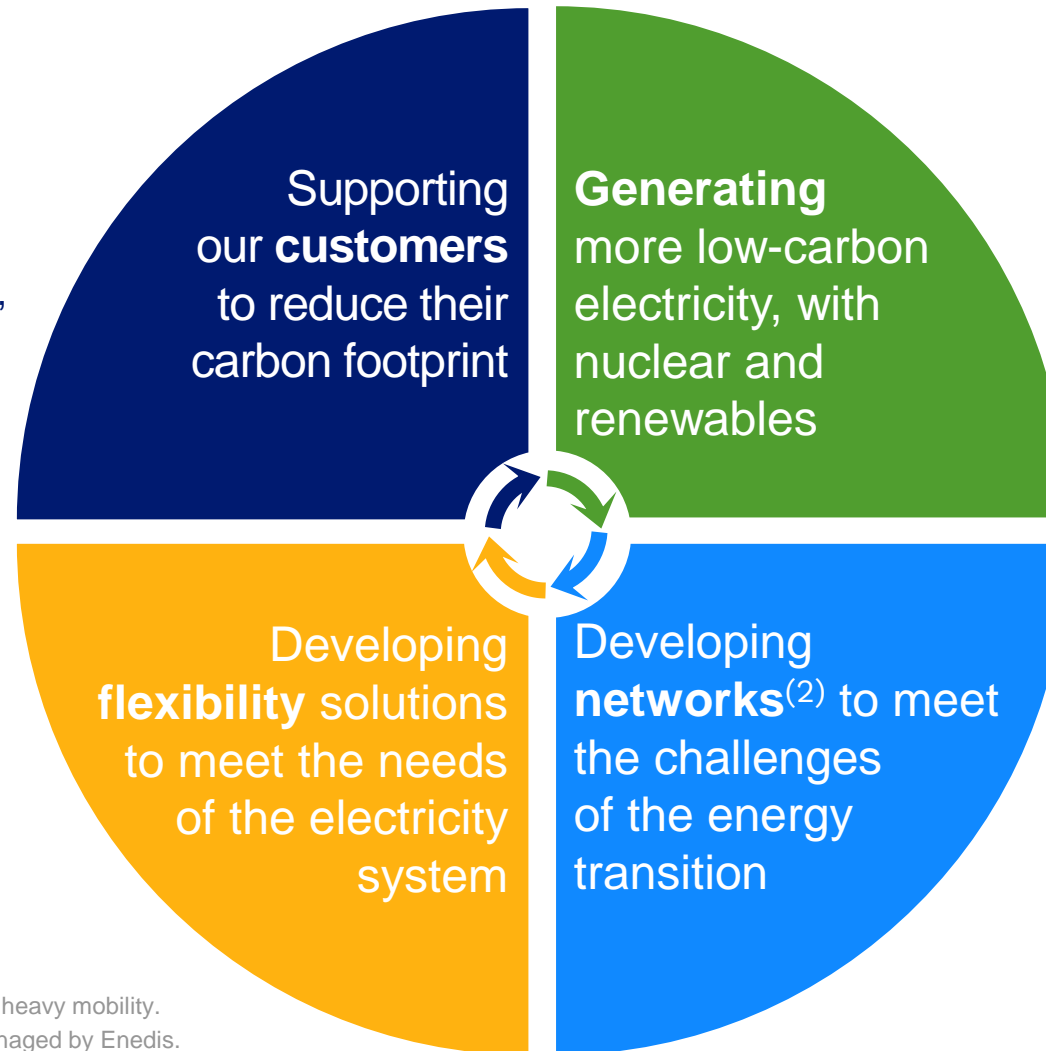 Supporting
our customers
to reduce their
carbon footprint
Generating
more low-carbon
electricity, with
nuclear and
renewables
,
Developing
flexibility solutions
to meet the needs
of the electricity
system
Developing
networks(2) to meet
the challenges
of the energy
transition
heavy mobility.
by Enedis.